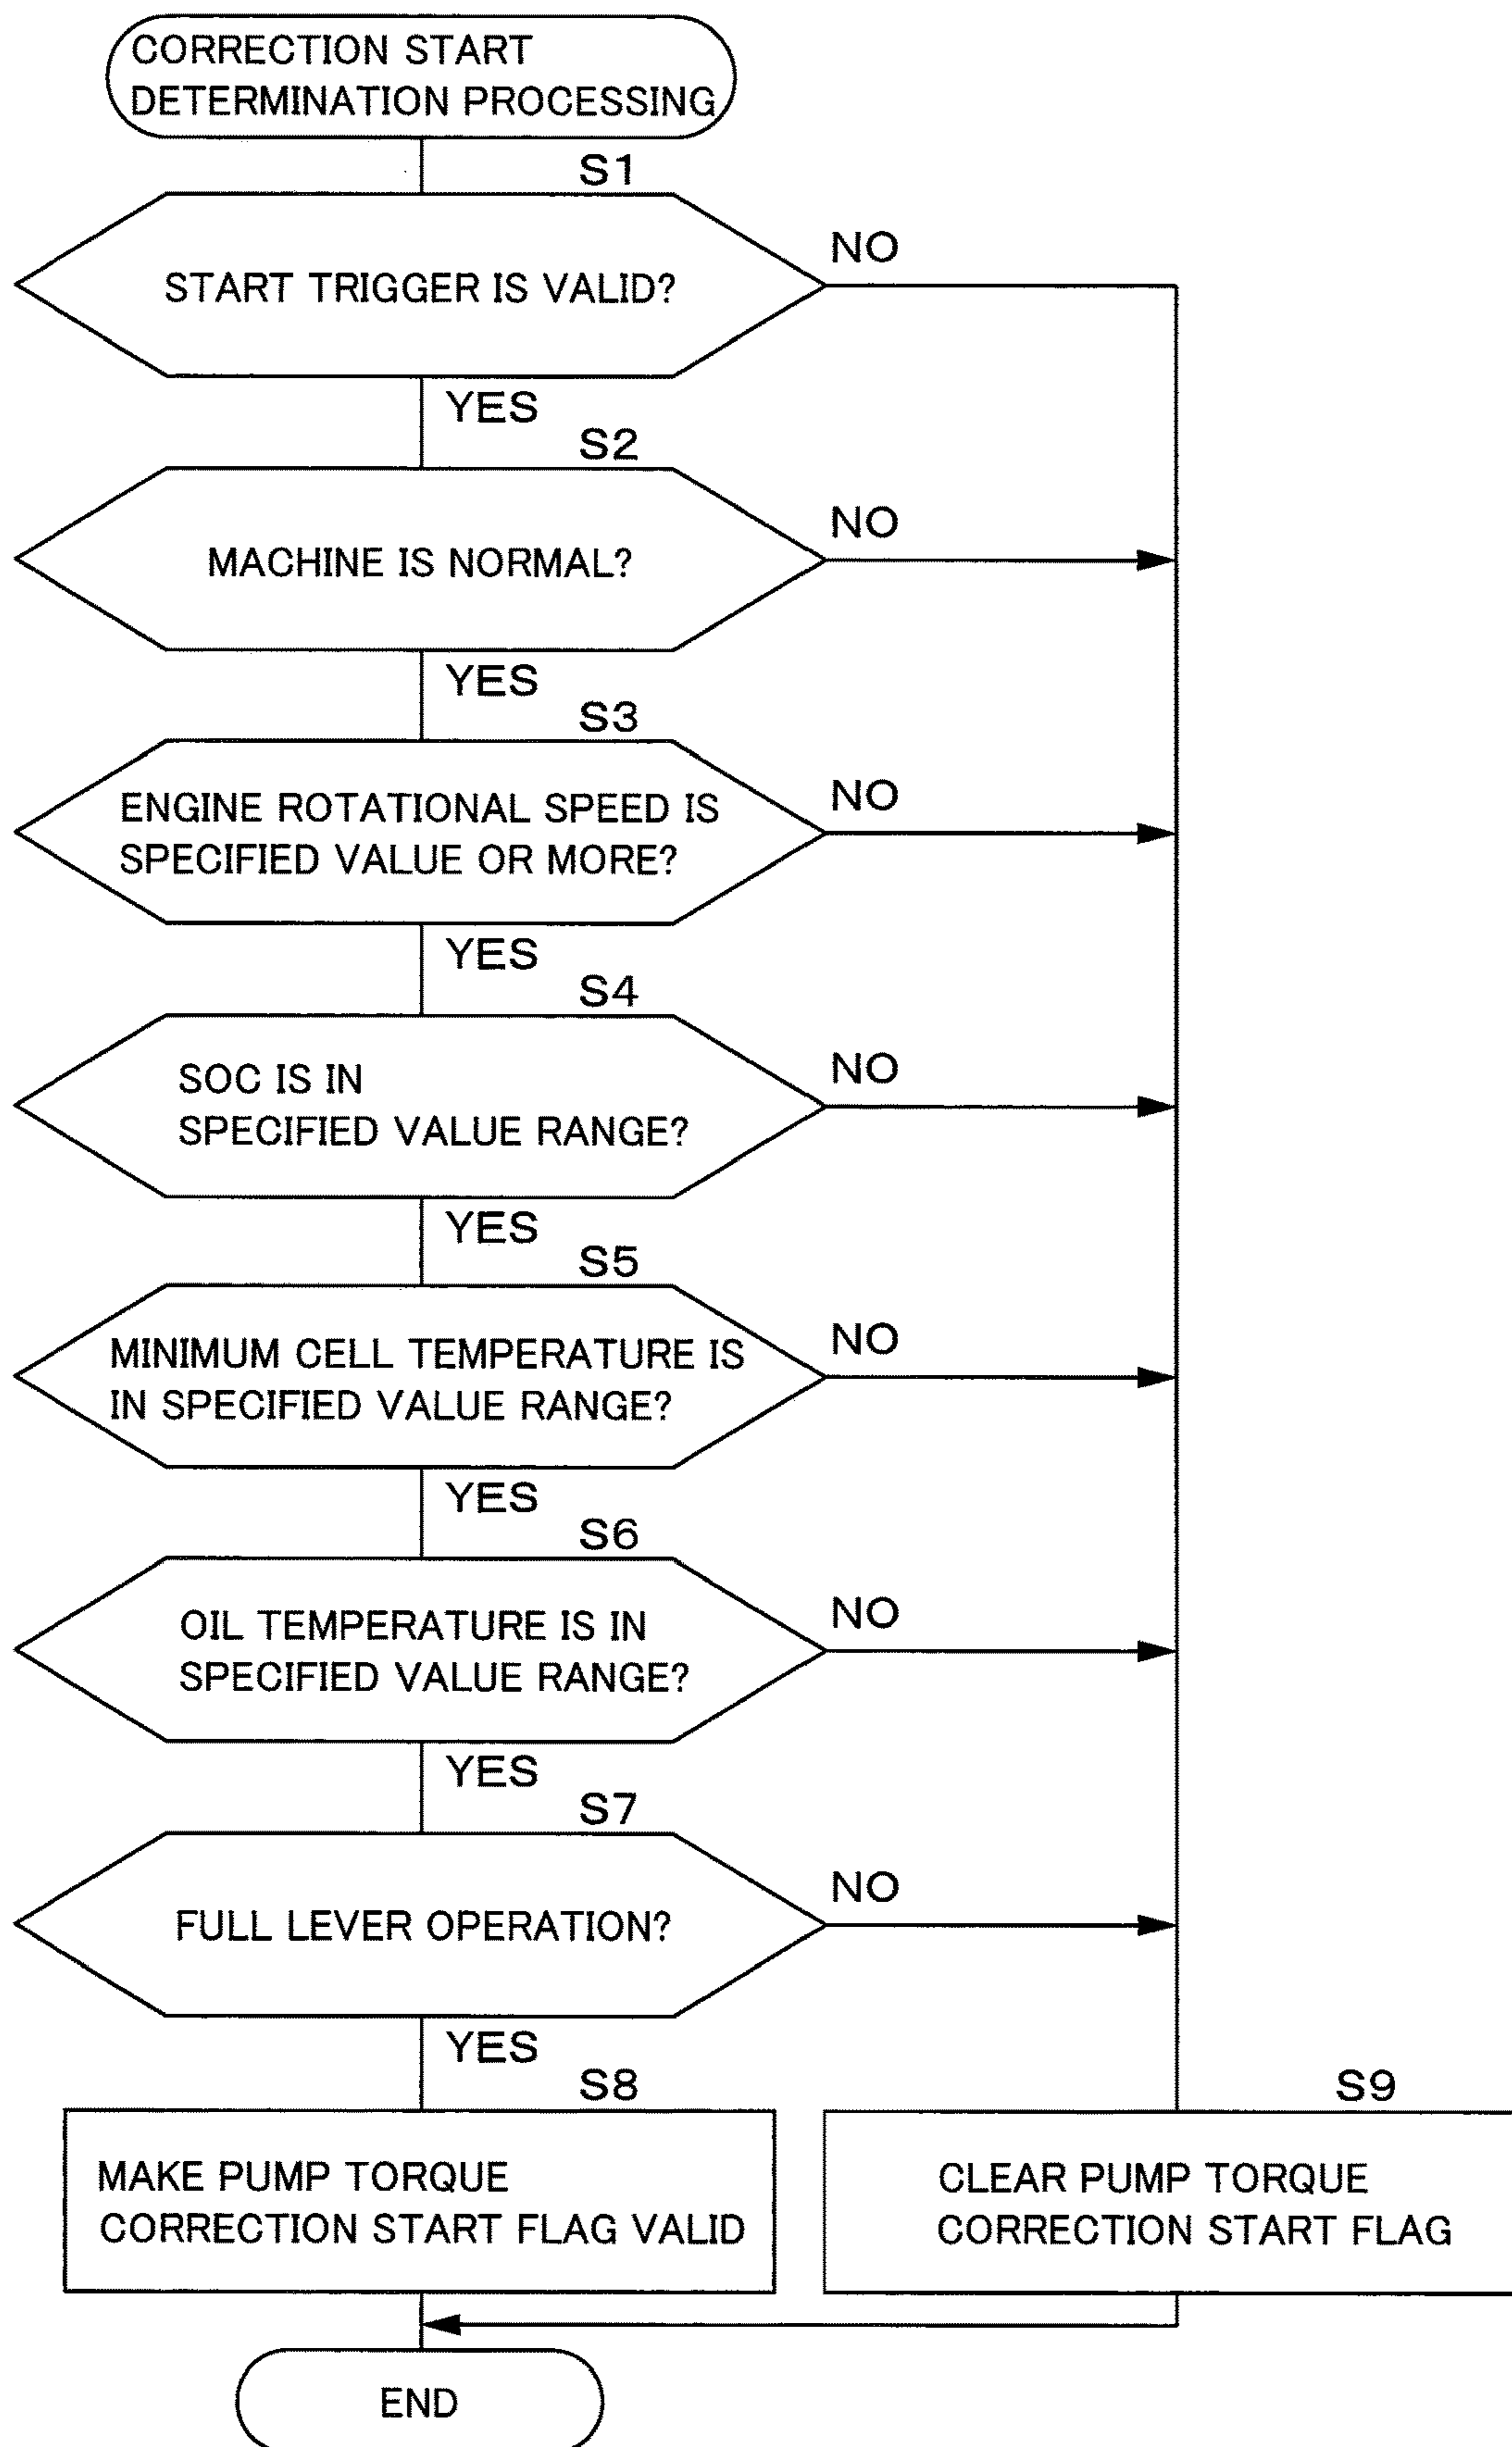 CORRECTION START
DETERMINATION PROCESSING
S1
START TRIGGER IS VALID?
NO
YES
S2
MACHINE IS NORMAL?
NO
YES
S3
ENGINE ROTATIONAL SPEED IS
SPECIFIED VALUE OR MORE?
NO
YES
S4
SOC IS IN
SPECIFIED VALUE RANGE?
NO
YES
S5
MINIMUM CELL TEMPERATURE IS
IN SPECIFIED VALUE RANGE?
NO
YES
S6
OIL TEMPERATURE IS IN
SPECIFIED VALUE RANGE?
NO
YES
S7
FULL LEVER OPERATION?
NO
YES
S8
MAKE PUMP TORQUE
CORRECTION START FLAG VALID
S9
CLEAR PUMP TORQUE
CORRECTION START FLAG
END